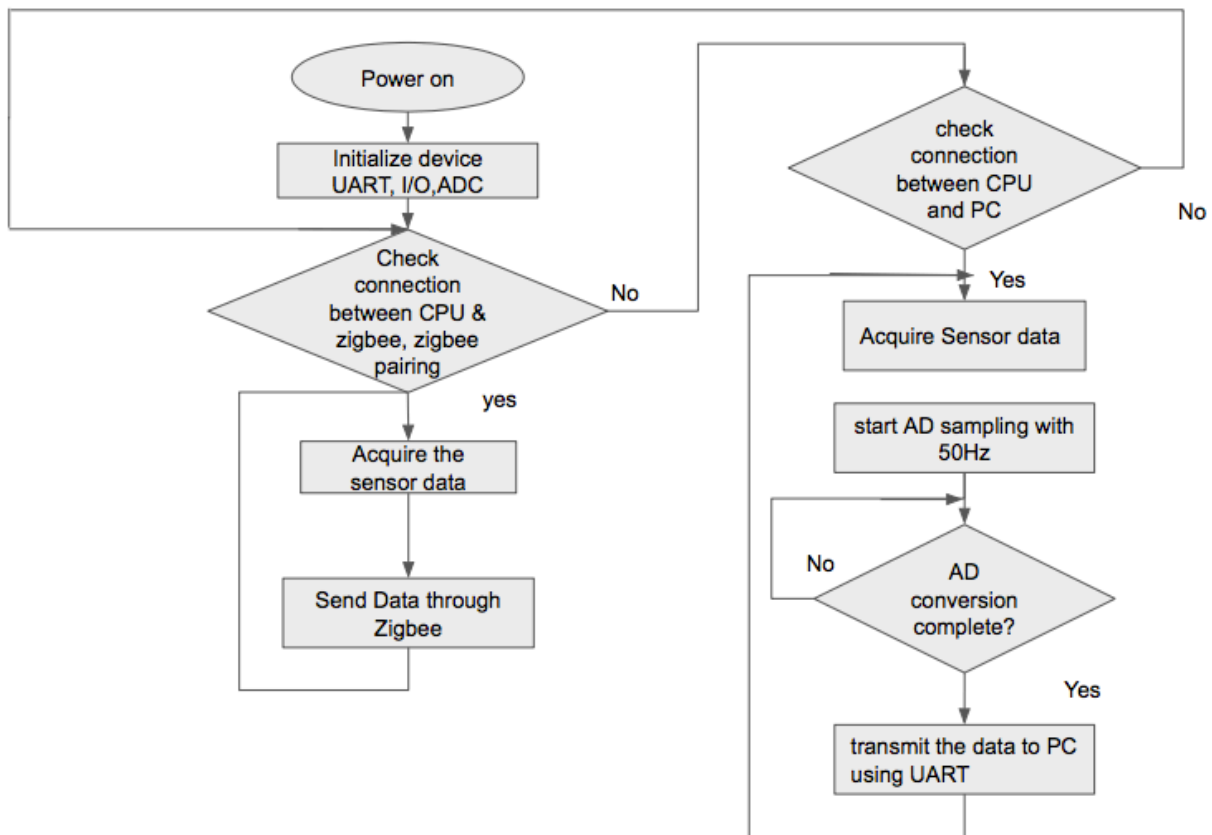 Power on
Initialize device
UART, I/O,ADC
Check
connection
between CPU &
zigbee, zigbee
pairing
No
yes
Acquire the
sensor data
Send Data through
Zigbee
check
connection
between CPU
and PC
No
Yes
Acquire Sensor data
start AD sampling with
50Hz
No
AD
conversion
complete?
Yes
transmit the data to PC
using UART